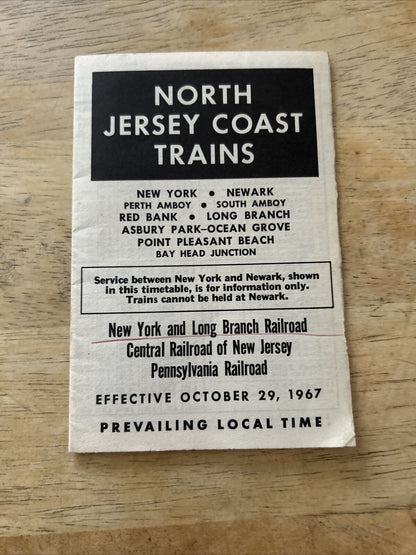 NORTH
JERSEY COAST
TRAINS
NEW YORK • NEWARK
PERTH AMBOY • SOUTH AMBOY
RED BANK • LONG BRANCH
ASBURY PARK–OCEAN GROVE
POINT PLEASANT BEACH
BAY HEAD JUNCTION
Service between New York and Newark, shown
in this timetable, is for information only.
Trains cannot be held at Newark.
New York and Long Branch Railroad
Central Railroad of New Jersey
Pennsylvania Railroad
EFFECTIVE OCTOBER 29, 1967
PREVAILING LOCAL TIME